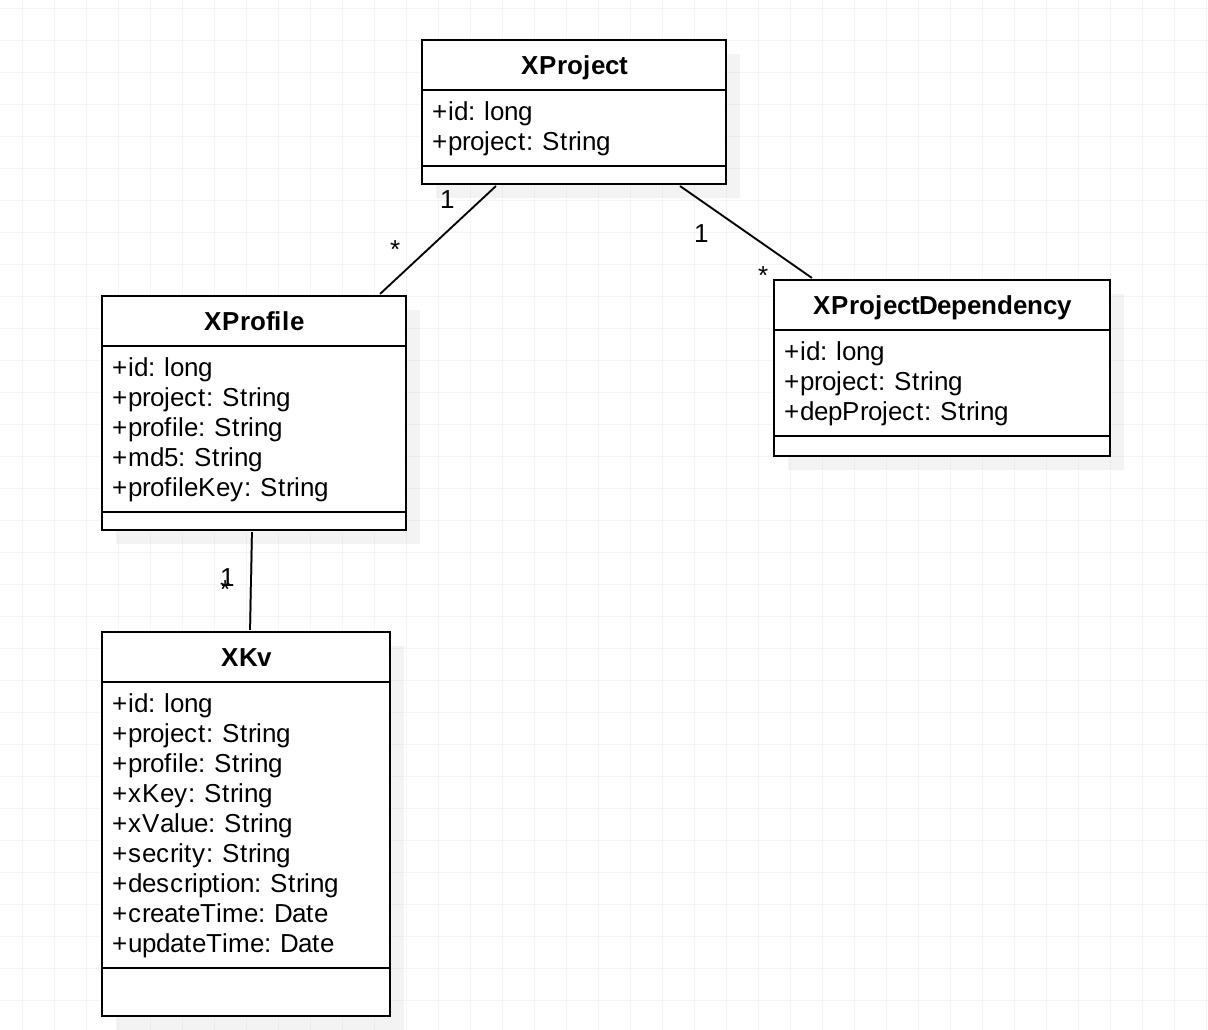 XProject
+id: long
+project: String
1
*
1
*
XProfile
+id: long
+project: String
+profile: String
+md5: String
+profileKey: String
XProjectDependency
+id: long
+project: String
+depProject: String
1
*
XKv
+id: long
+project: String
+profile: String
+xKey: String
+xValue: String
+secrity: String
+description: String
+createTime: Date
+updateTime: Date